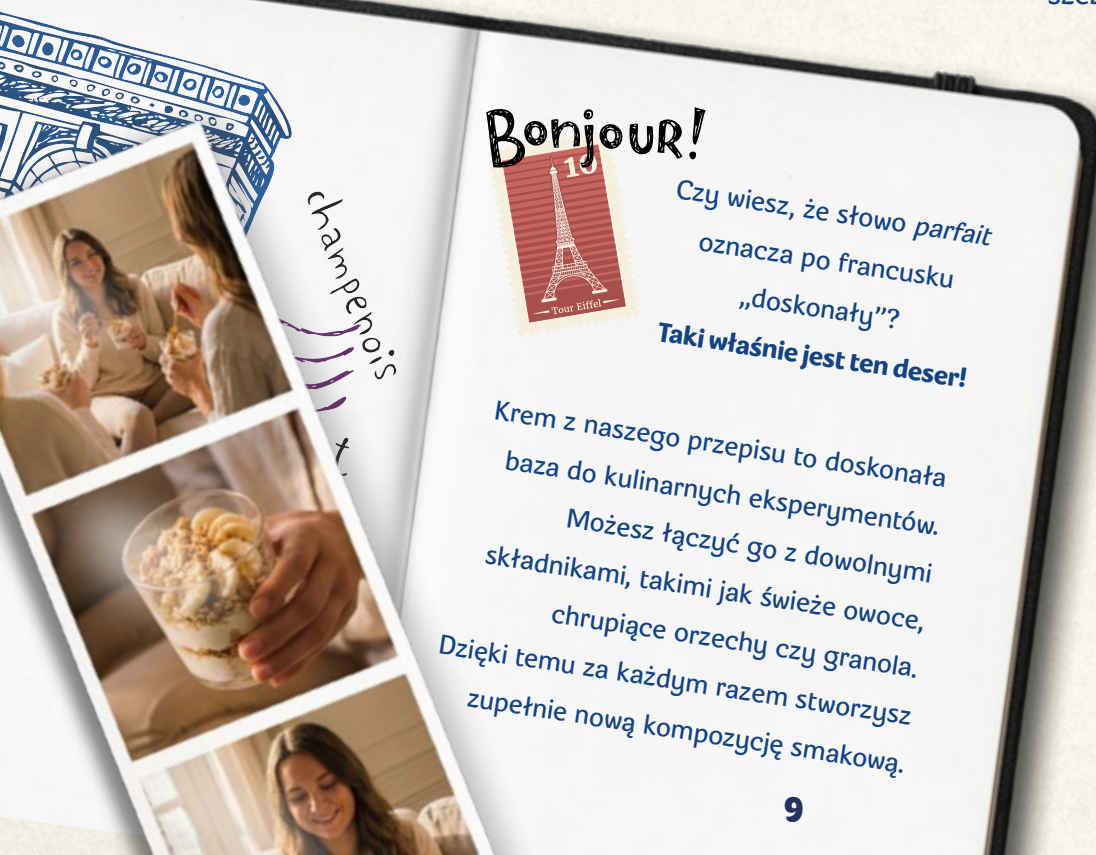 champenois
Bonjour!
10
Tour Eiffel
Czy wiesz, że słowo parfait
oznacza po francusku
„doskonały”?
Taki właśnie jest ten deser!
Krem z naszego przepisu to doskonała
baza do kulinarnych eksperymentów.
Możesz łączyć go z dowolnymi
składnikami, takimi jak świeże owoce,
chrupiące orzechy czy granola.
Dzięki temu za każdym razem stworzysz
zupełnie nową kompozycję smakową.
9